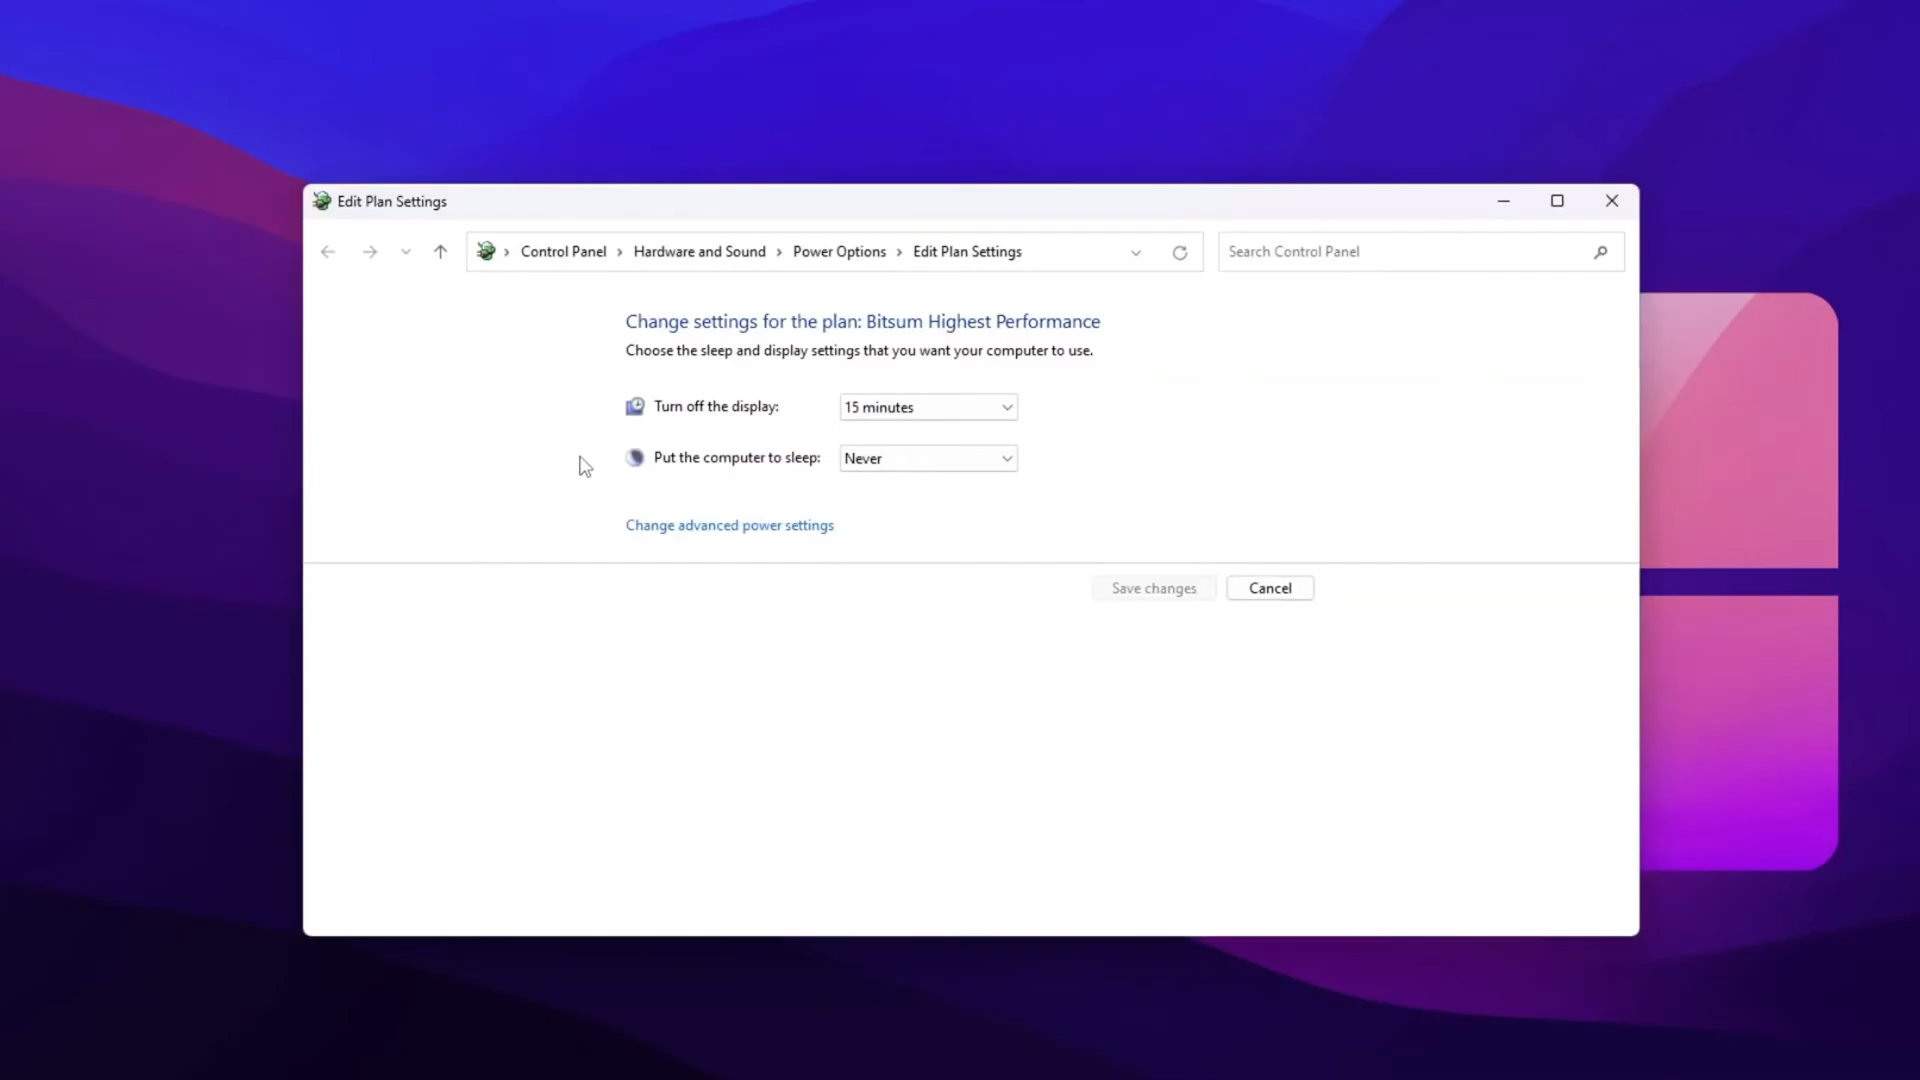 Edit Plan Settings
Control Panel > Hardware and Sound > Power Options > Edit Plan Settings
Search Control Panel
Change settings for the plan: Bitsum Highest Performance
Choose the sleep and display settings that you want your computer to use.
Turn off the display: 15 minutes
Put the computer to sleep: Never
Change advanced power settings
Save changes Cancel